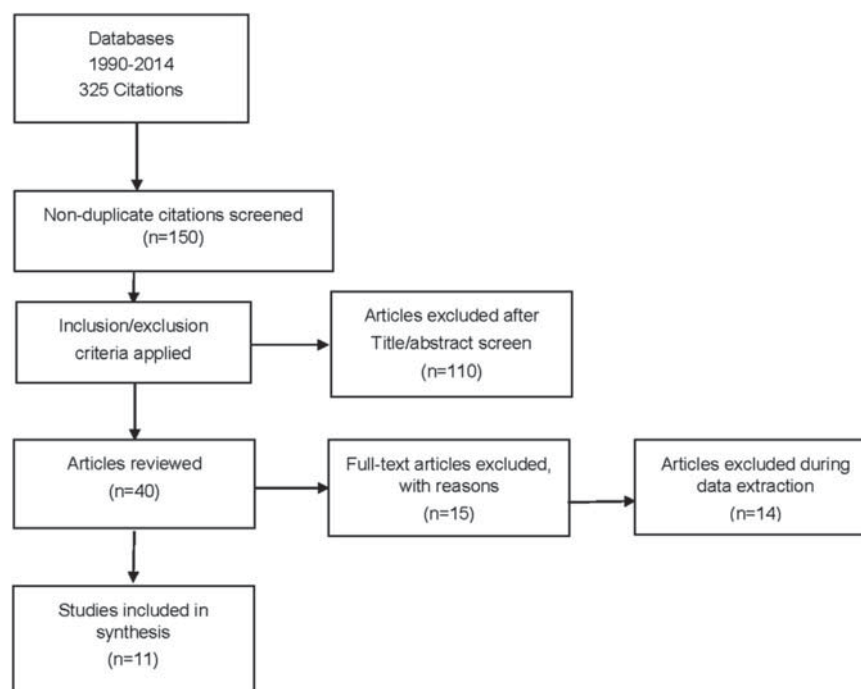 Databases
1990-2014
325 Citations
Non-duplicate citations screened
(n=150)
Inclusion/exclusion
criteria applied
Articles excluded after
Title/abstract screen
(n=110)
Articles reviewed
(n=40)
Full-text articles excluded,
with reasons
(n=15)
Articles excluded during
data extraction
(n=14)
Studies included in
synthesis
(n=11)